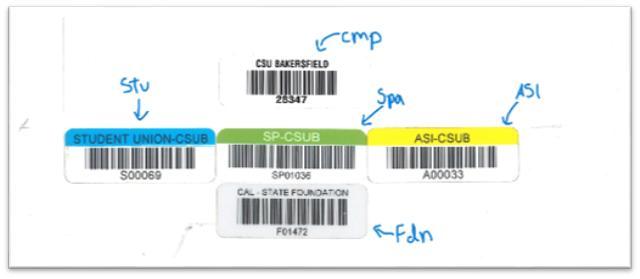 cmp
CSU BAKERSFIELD
28347
Stu
Spa
ASI
STUDENT UNION-CSUB
S00069
SP-CSUB
SP01036
ASI-CSUB
A00033
CAL - STATE FOUNDATION
F01472
Fdn